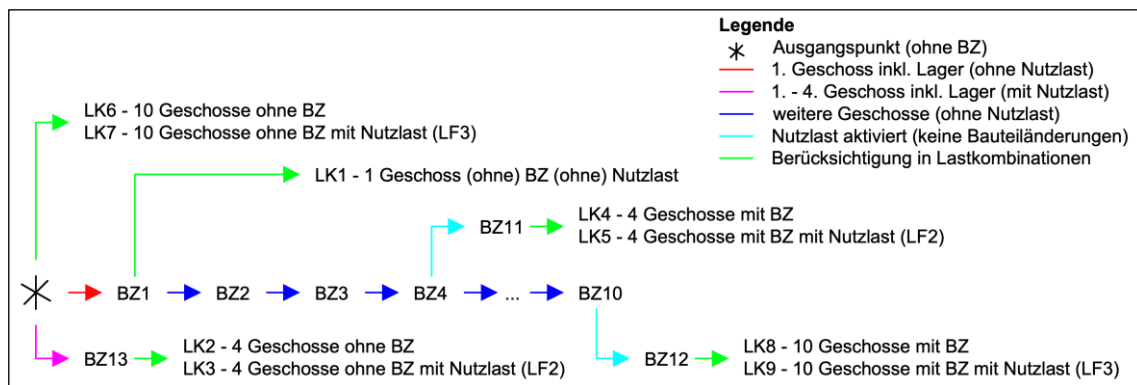 Legende
Ausgangspunkt (ohne BZ)
1. Geschoss inkl. Lager (ohne Nutzlast)
1. - 4. Geschoss inkl. Lager (mit Nutzlast)
weitere Geschosse (ohne Nutzlast)
Nutzlast aktiviert (keine Bauteiländerungen)
Berücksichtigung in Lastkombinationen
LK6 - 10 Geschosse ohne BZ
LK7 - 10 Geschosse ohne BZ mit Nutzlast (LF3)
LK1 - 1 Geschoss (ohne) BZ (ohne) Nutzlast
BZ11
LK4 - 4 Geschosse mit BZ
LK5 - 4 Geschosse mit BZ mit Nutzlast (LF2)
BZ1 BZ2 BZ3 BZ4 ... BZ10
BZ13
LK2 - 4 Geschosse ohne BZ
LK3 - 4 Geschosse ohne BZ mit Nutzlast (LF2)
BZ12
LK8 - 10 Geschosse mit BZ
LK9 - 10 Geschosse mit BZ mit Nutzlast (LF3)